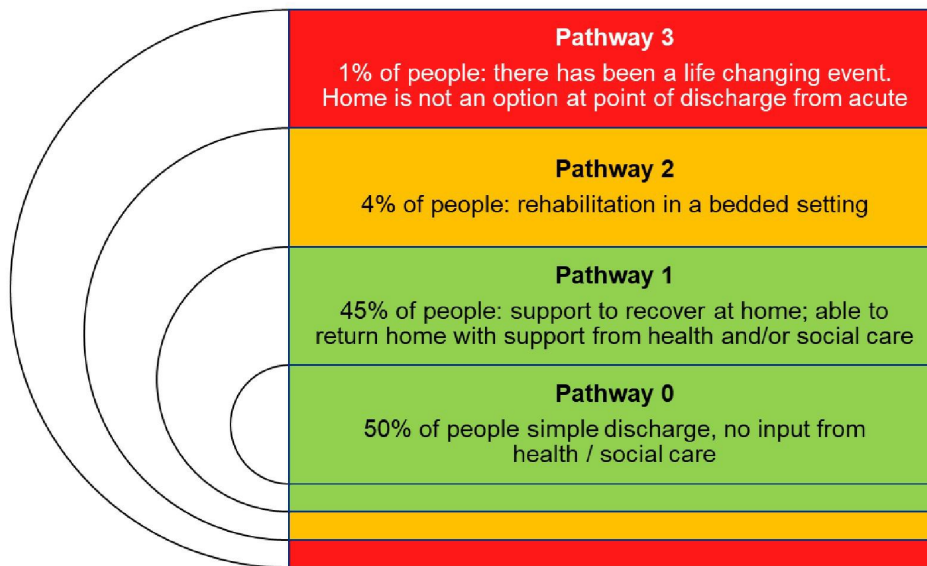 Pathway 3
1% of people: there has been a life changing event.
Home is not an option at point of discharge from acute
Pathway 2
4% of people: rehabilitation in a bedded setting
Pathway 1
45% of people: support to recover at home; able to
return home with support from health and/or social care
Pathway 0
50% of people simple discharge, no input from
health / social care